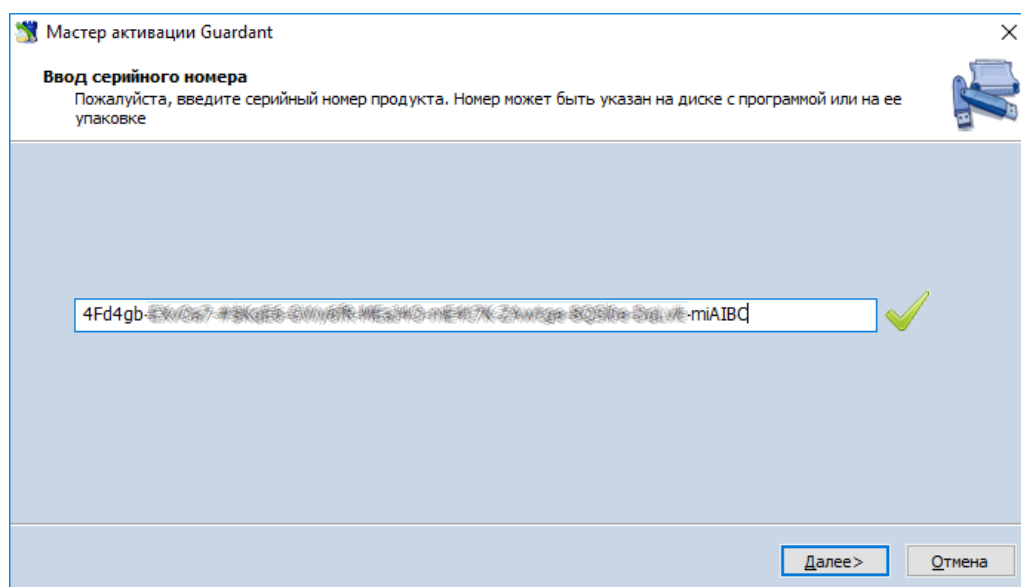 Мастер активации Guardant
Ввод серийного номера
Пожалуйста, введите серийный номер продукта. Номер может быть указан на диске с программой или на ее
упаковке
4Fd4gb- -miAIBC
Далее>
Отмена